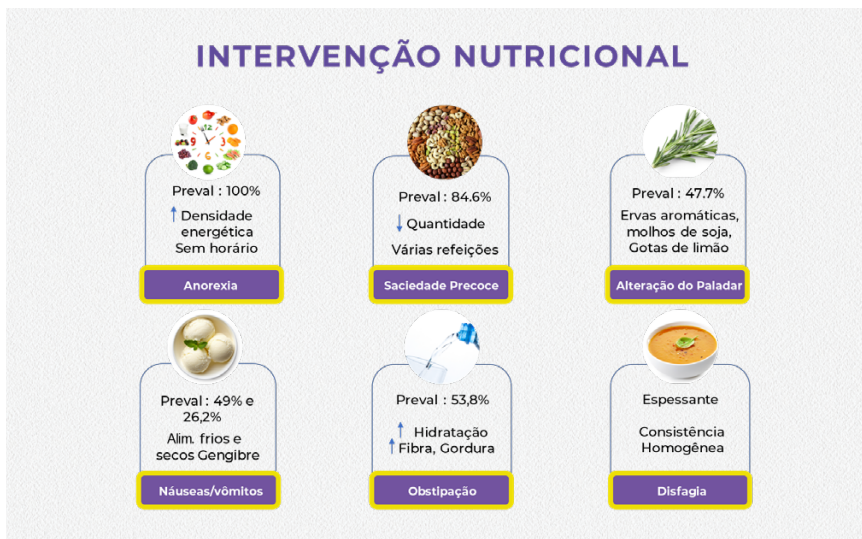 INTERVENÇÃO NUTRICIONAL
Preval : 100%
↑ Densidade
energética
Sem horário
Anorexia
Preval : 84.6%
↓ Quantidade
Várias refeições
Saciedade Precoce
Preval : 47.7%
Ervas aromáticas,
molhos de soja,
Gotas de limão
Alteração do Paladar
Preval : 49% e
26,2%
Alim. frios e
secos Gengibre
Náuseas/vômitos
Preval : 53,8%
↑ Hidratação
↑ Fibra, Gordura
Obstipação
Espessante
Consistência
Homogênea
Disfagia